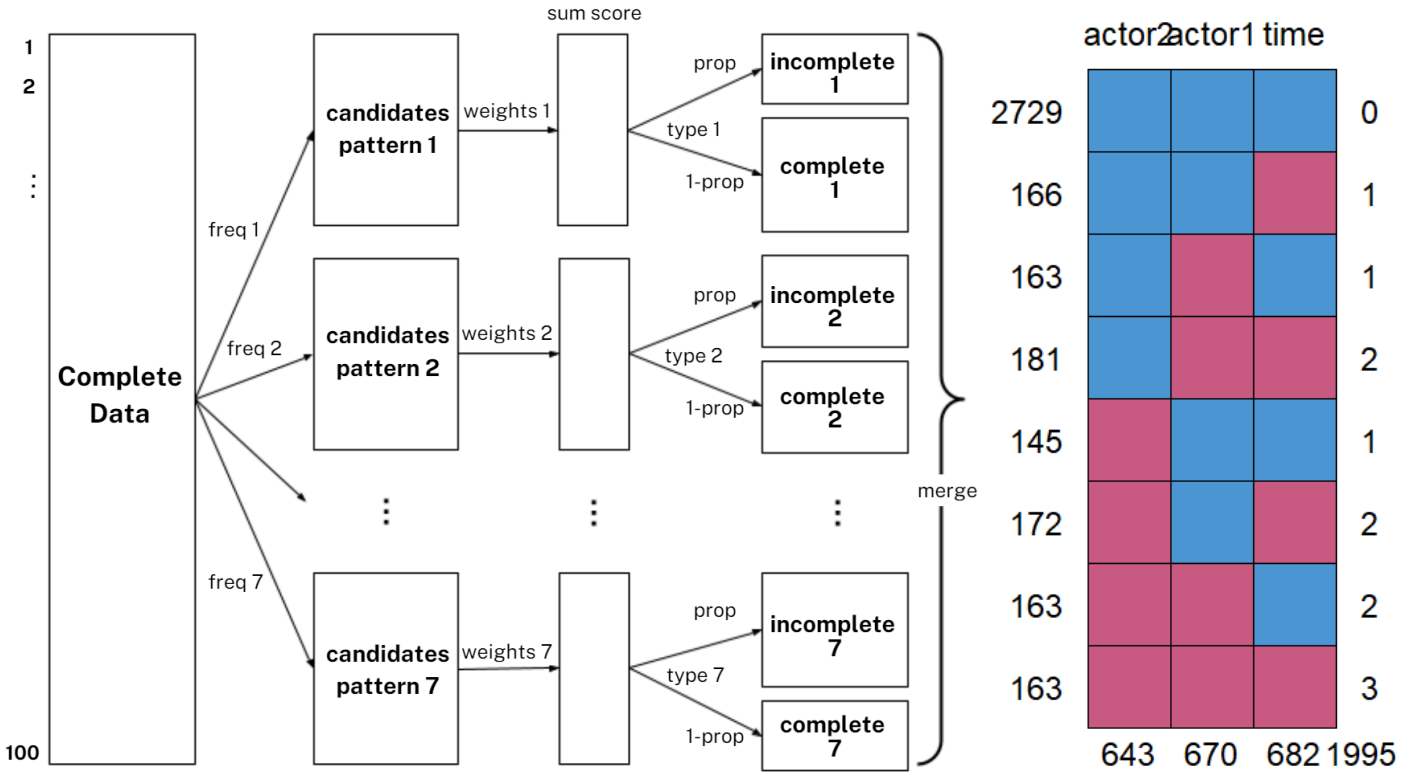 sum score
1
2
⋮
100
Complete
Data
freq 1
freq 2
freq 7
candidates
pattern 1
weights 1
prop
type 1
1-prop
incomplete
1
complete
1
candidates
pattern 2
weights 2
prop
type 2
1-prop
incomplete
2
complete
2
⋮ ⋮ ⋮
candidates
pattern 7
weights 7
prop
type 7
1-prop
incomplete
7
complete
7
merge
actor2 actor1 time
2729 0
166 1
163 1
181 2
145 1
172 2
163 2
163 3
643 670 682 1995